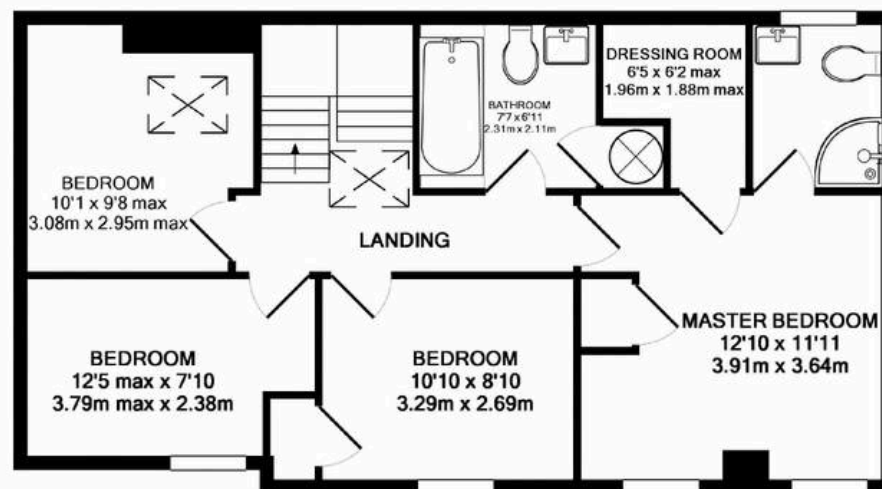 DRESSING ROOM
6'5 x 6'2 max
1.96m x 1.88m max
BATHROOM
7'7 x 6'11
2.31m x 2.11m
BEDROOM
10'1 x 9'8 max
3.08m x 2.95m max
LANDING
MASTER BEDROOM
12'10 x 11'11
3.91m x 3.64m
BEDROOM
12'5 max x 7'10
3.79m max x 2.38m
BEDROOM
10'10 x 8'10
3.29m x 2.69m